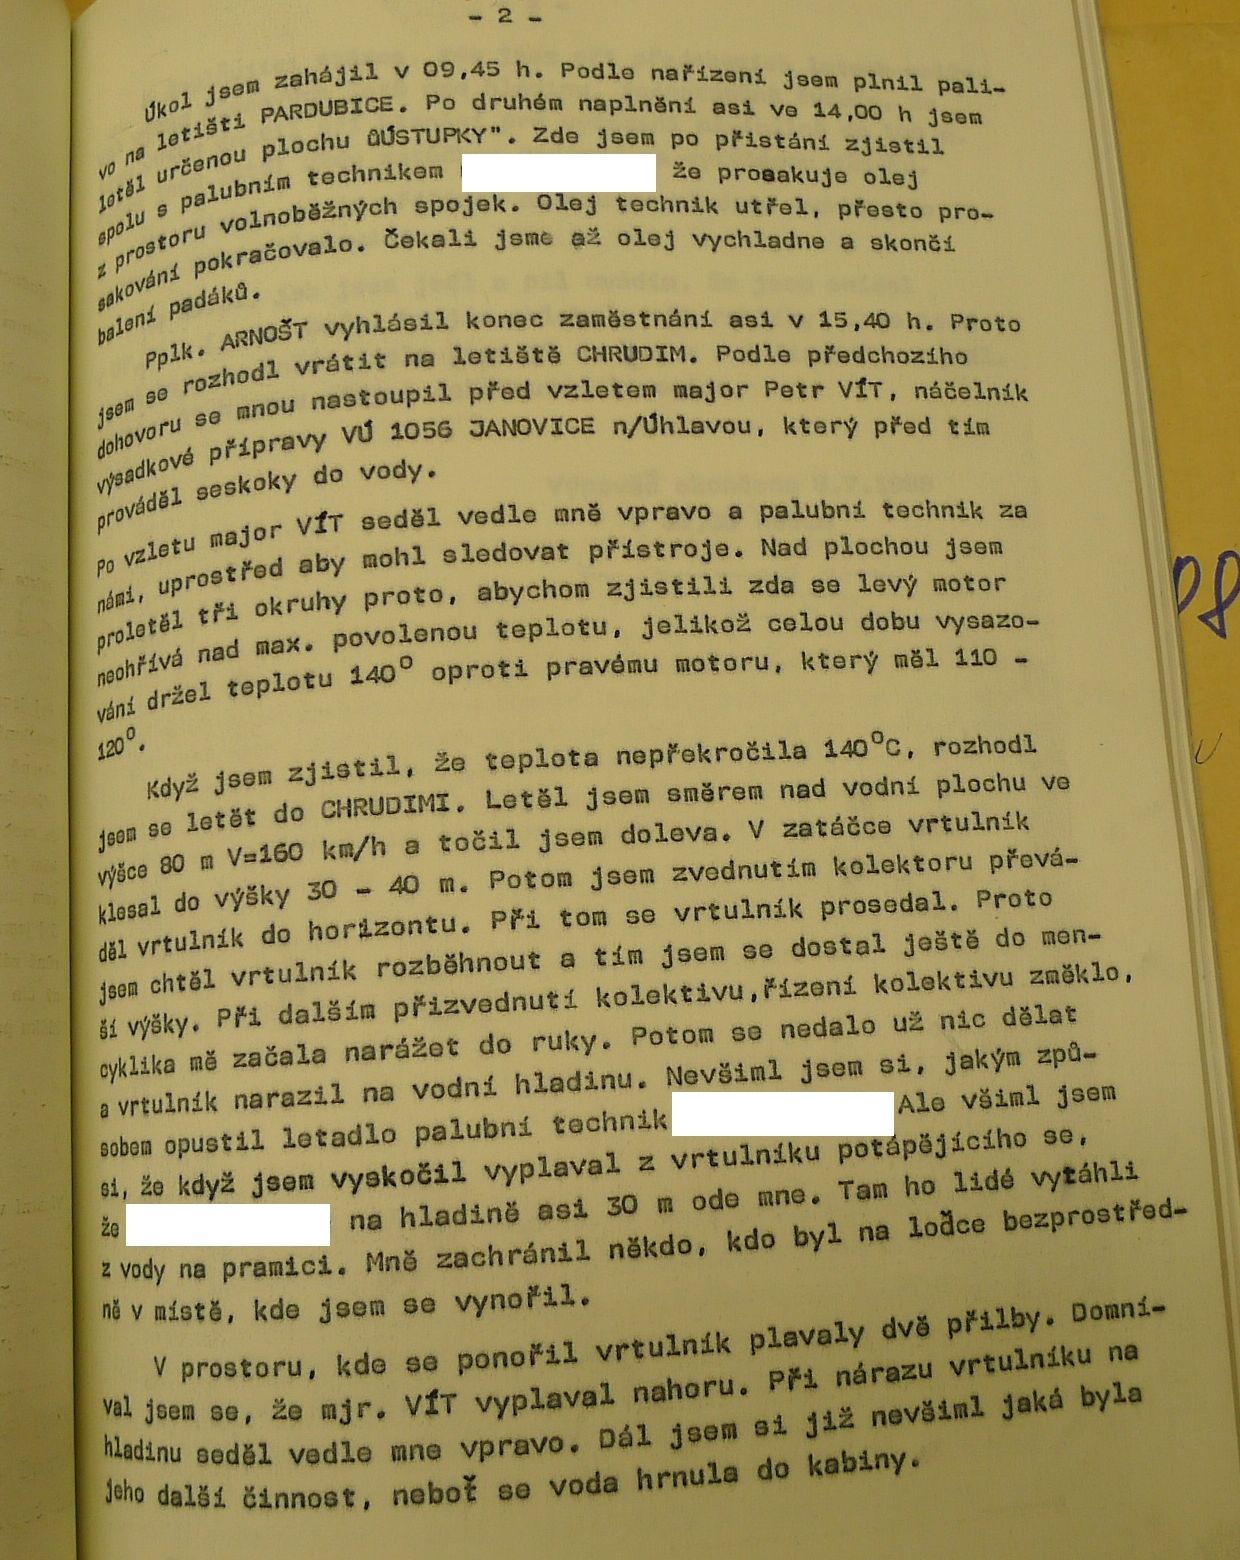 - 2 -
Úkol jsem zahájil v 09,45 h. Podle nařízení jsem plnil pali-
vo na letišti PARDUBICE. Po druhém naplnění asi ve 14,00 h jsem
letěl určenou plochu ÚSTUPKY". Zde jsem po přistání zjistil
spolu s palubním technikem že prosakuje olej
z prostoru volnoběžných spojek. Olej technik utřel, přesto pro-
sakování pokračovalo. Čekali jsme až olej vychladne a skončí
balení padáků.
Pplk. ARNOŠT vyhlásil konec zaměstnání asi v 15,40 h. Proto
jsem se rozhodl vrátit na letiště CHRUDIM. Podle předchozího
dohovoru se mnou nastoupil před vzletem major Petr VÍT, náčelník
výsadkové přípravy VÚ 1056 JANOVICE n/Úhlavou, který před tím
prováděl seskoky do vody.
Po vzletu major VÍT seděl vedle mně vpravo a palubní technik za
námi, uprostřed aby mohl sledovat přístroje. Nad plochou jsem
proletěl tři okruhy proto, abychom zjistili zda se levý motor
neohřívá nad max. povolenou teplotu, jelikož celou dobu vysazo-
vání držel teplotu 140° oproti pravému motoru, který měl 110 -
120°.
Když jsem zjistil, že teplota nepřekročila 140°C, rozhodl
jsem se letět do CHRUDIMI. Letěl jsem směrem nad vodní plochu ve
výšce 80 m V=160 km/h a točil jsem doleva. V zatáčce vrtulník
klesal do výšky 30 - 40 m. Potom jsem zvednutím kolektoru převá-
děl vrtulník do horizontu. Při tom se vrtulník prosedal. Proto
jsem chtěl vrtulník rozběhnout a tím jsem se dostal ještě do men-
ší výšky. Při dalším přizvednutí kolektivu,řízení kolektivu změklo,
cyklika mě začala narážet do ruky. Potom se nedalo už nic dělat
a vrtulník narazil na vodní hladinu. Nevšiml jsem si, jakým způ-
sobem opustil letadlo palubní technik Ale všiml jsem
si, že když jsem vyskočil vyplaval z vrtulníku potápějícího se,
že na hladině asi 30 m ode mne. Tam ho lidé vytáhli
z vody na pramici. Mně zachránil někdo, kdo byl na loďce bezprostřed-
ně v místě, kde jsem se vynořil.
V prostoru, kde se ponořil vrtulník plavaly dvě přilby. Domní-
val jsem se, že mjr. VÍT vyplaval nahoru. Při nárazu vrtulníku na
hladinu seděl vedle mne vpravo. Dál jsem si již nevšiml jaká byla
jeho další činnost, neboť se voda hrnula do kabiny.